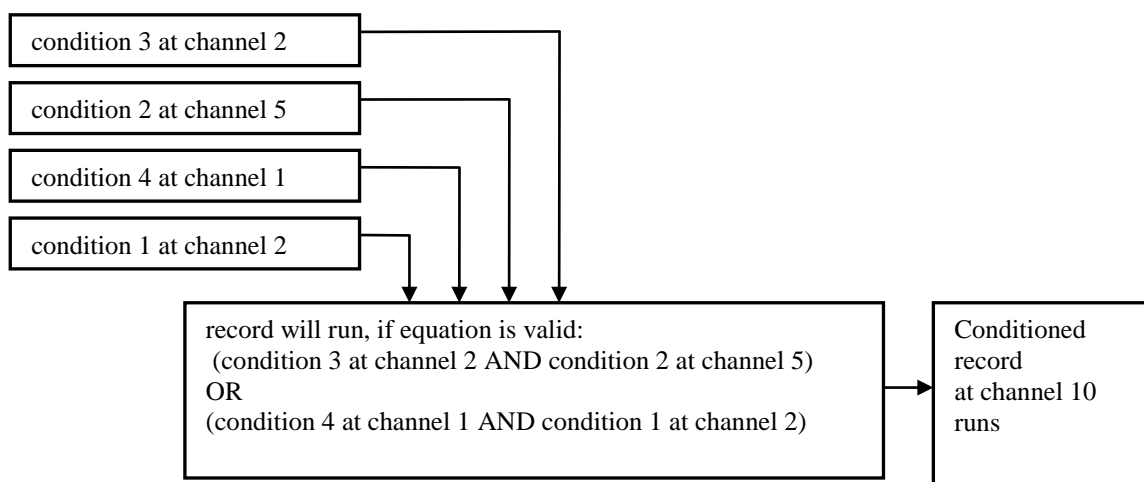 condition 3 at channel 2
condition 2 at channel 5
condition 4 at channel 1
condition 1 at channel 2
record will run, if equation is valid:
(condition 3 at channel 2 AND condition 2 at channel 5)
OR
(condition 4 at channel 1 AND condition 1 at channel 2)
Conditioned
record
at channel 10
runs